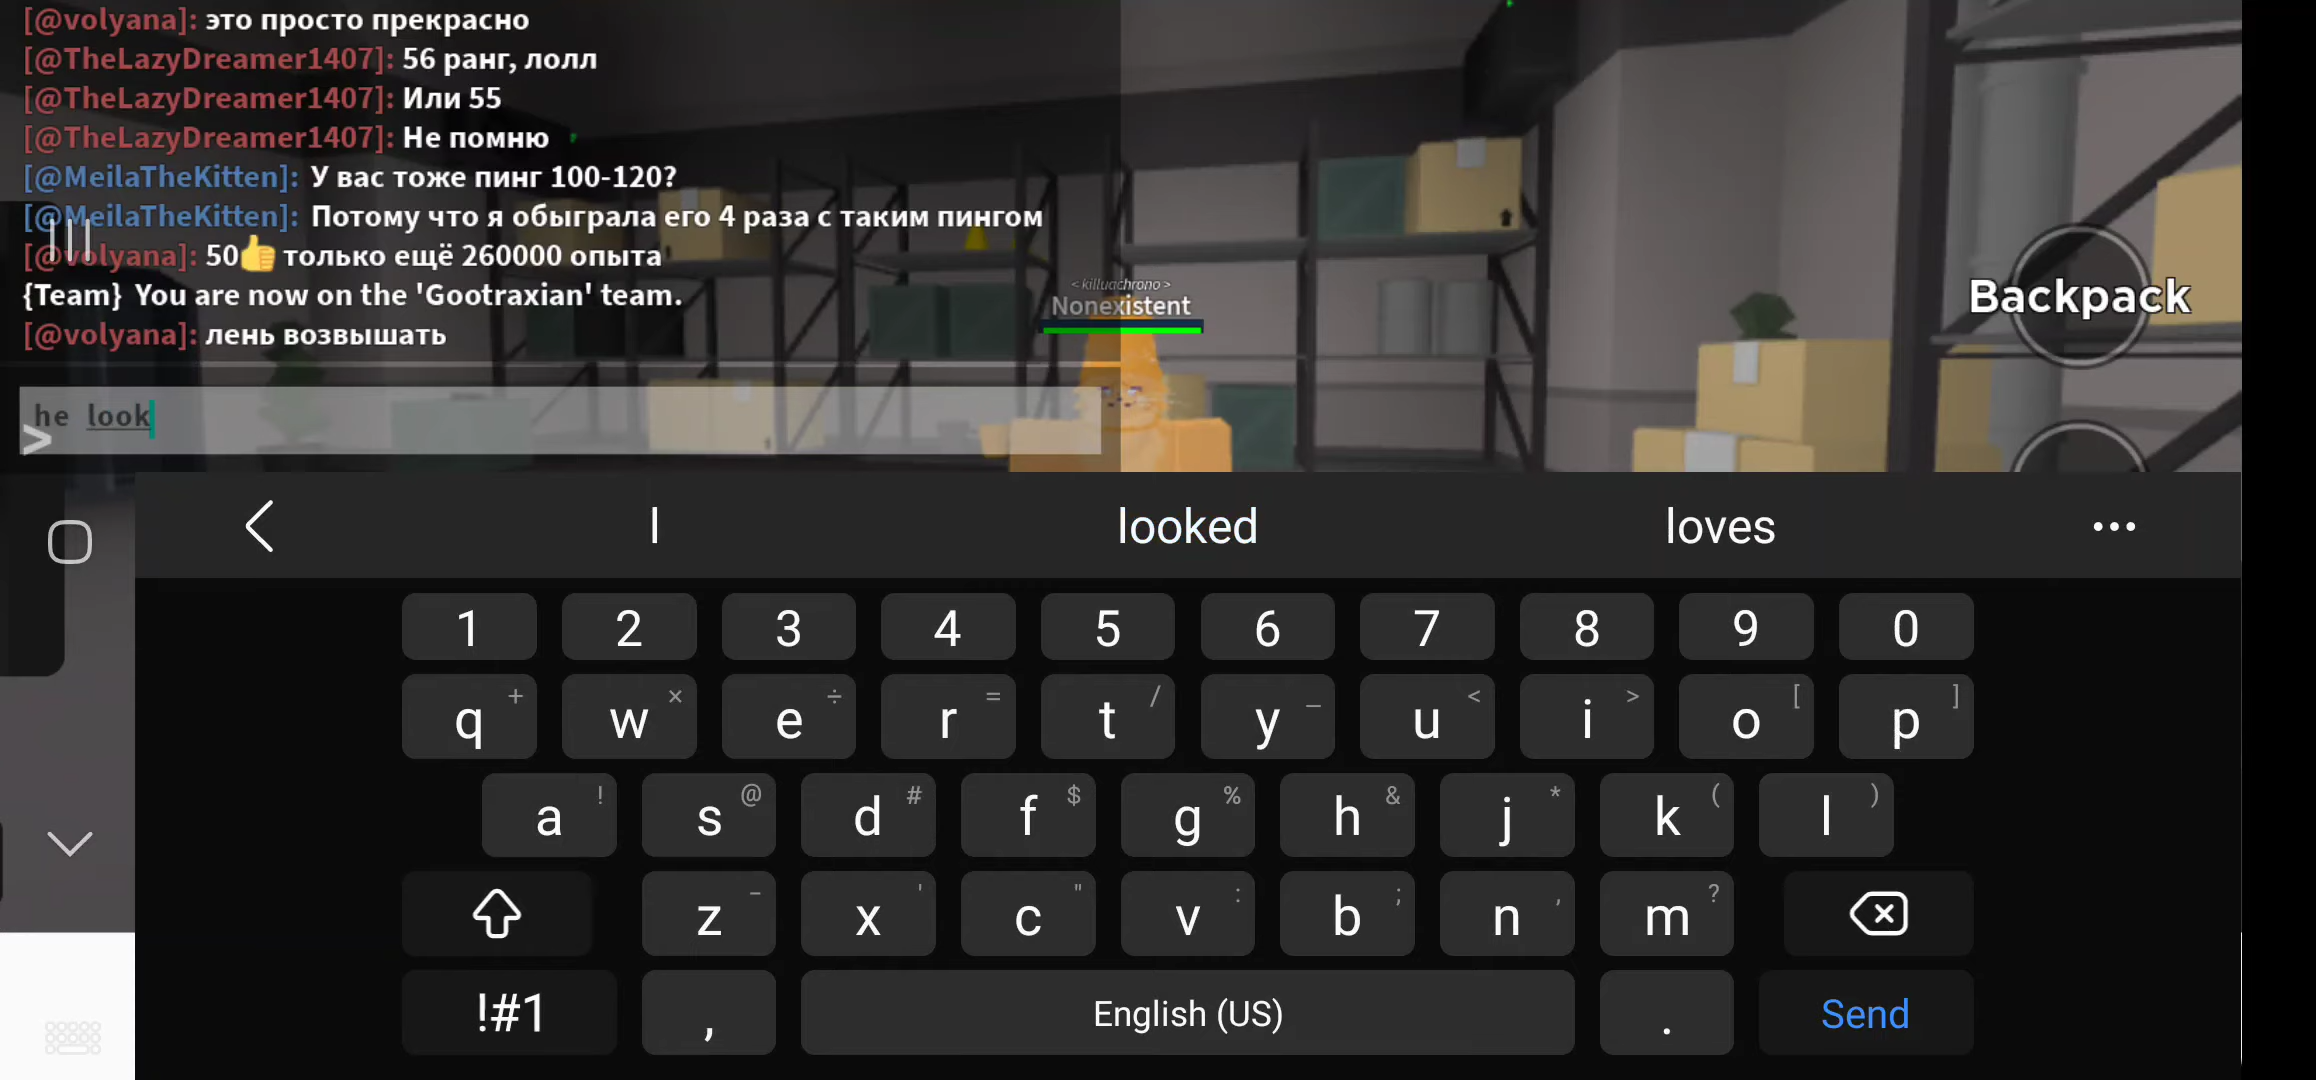 [@volyana]: это просто прекрасно
[@TheLazyDreamer1407]: 56 ранг, лолл
[@TheLazyDreamer1407]: Или 55
[@TheLazyDreamer1407]: Не помню
[@MeilaTheKitten]: У вас тоже пинг 100-120?
[@MeilaTheKitten]: Потому что я обыграла его 4 раза с таким пингом
[@volyana]: 50👍 только ещё 260000 опыта
{Team} You are now on the 'Gootraxian' team.
[@volyana]: лень возвышать
<killuachrono>
Nonexistent
Backpack
he look
>
l looked loves ...
1 2 3 4 5 6 7 8 9 0
q + w × e ÷ r = t / y _ u < i > o [ p ]
a ! s @ d # f $ g % h & j * k ( l )
z - x ' c " v : b ; n , m ?
!#1 , English (US) . Send